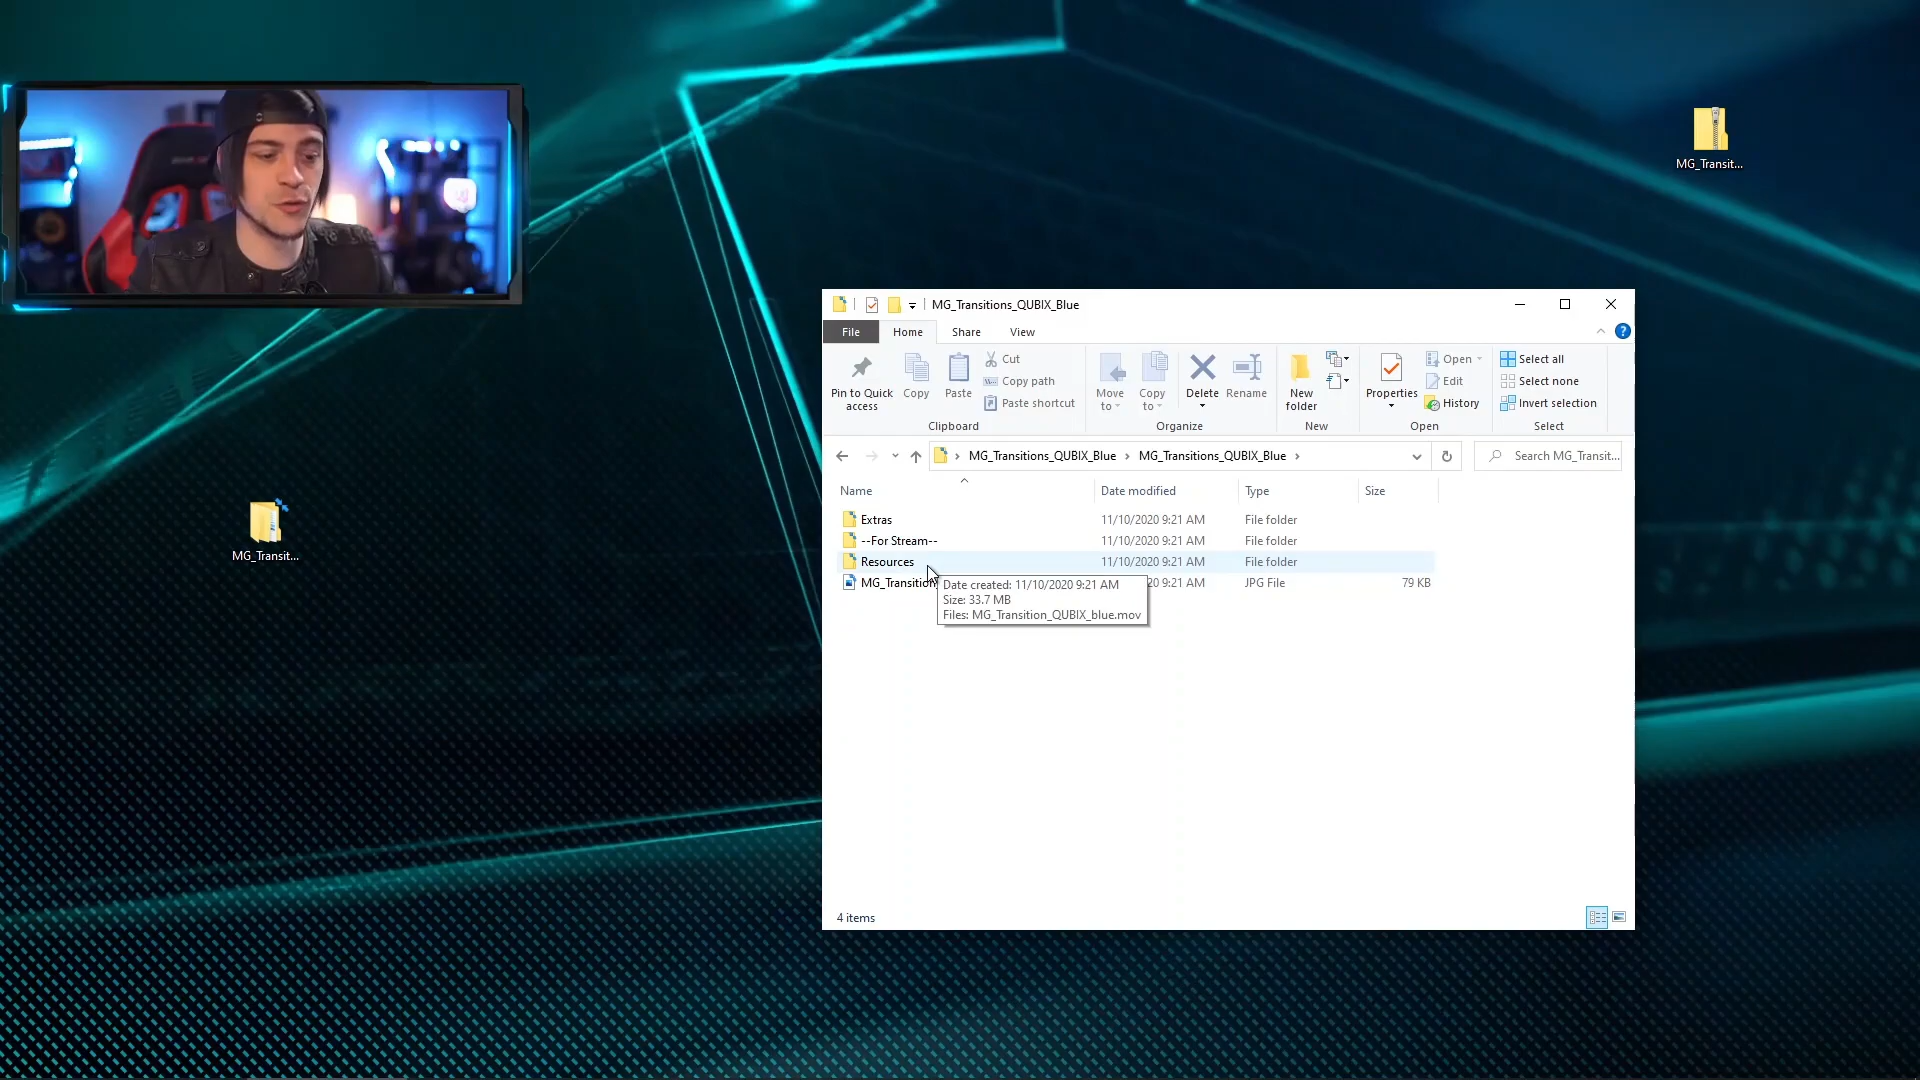 MG_Transit...
MG_Transit...
MG_Transitions_QUBIX_Blue
File Home Share View
Pin to Quick access
Copy
Paste
Cut
Copy path
Paste shortcut
Clipboard
Move to
Copy to
Delete
Rename
Organize
New folder
New
Properties
Open
Edit
History
Open
Select all
Select none
Invert selection
Select
MG_Transitions_QUBIX_Blue MG_Transitions_QUBIX_Blue
Search MG_Transit...
Name Date modified Type Size
Extras 11/10/2020 9:21 AM File folder
--For Stream-- 11/10/2020 9:21 AM File folder
Resources 11/10/2020 9:21 AM File folder
MG_Transition 20 9:21 AM JPG File 79 KB
Date created: 11/10/2020 9:21 AM
Size: 33.7 MB
Files: MG_Transition_QUBIX_blue.mov
4 items